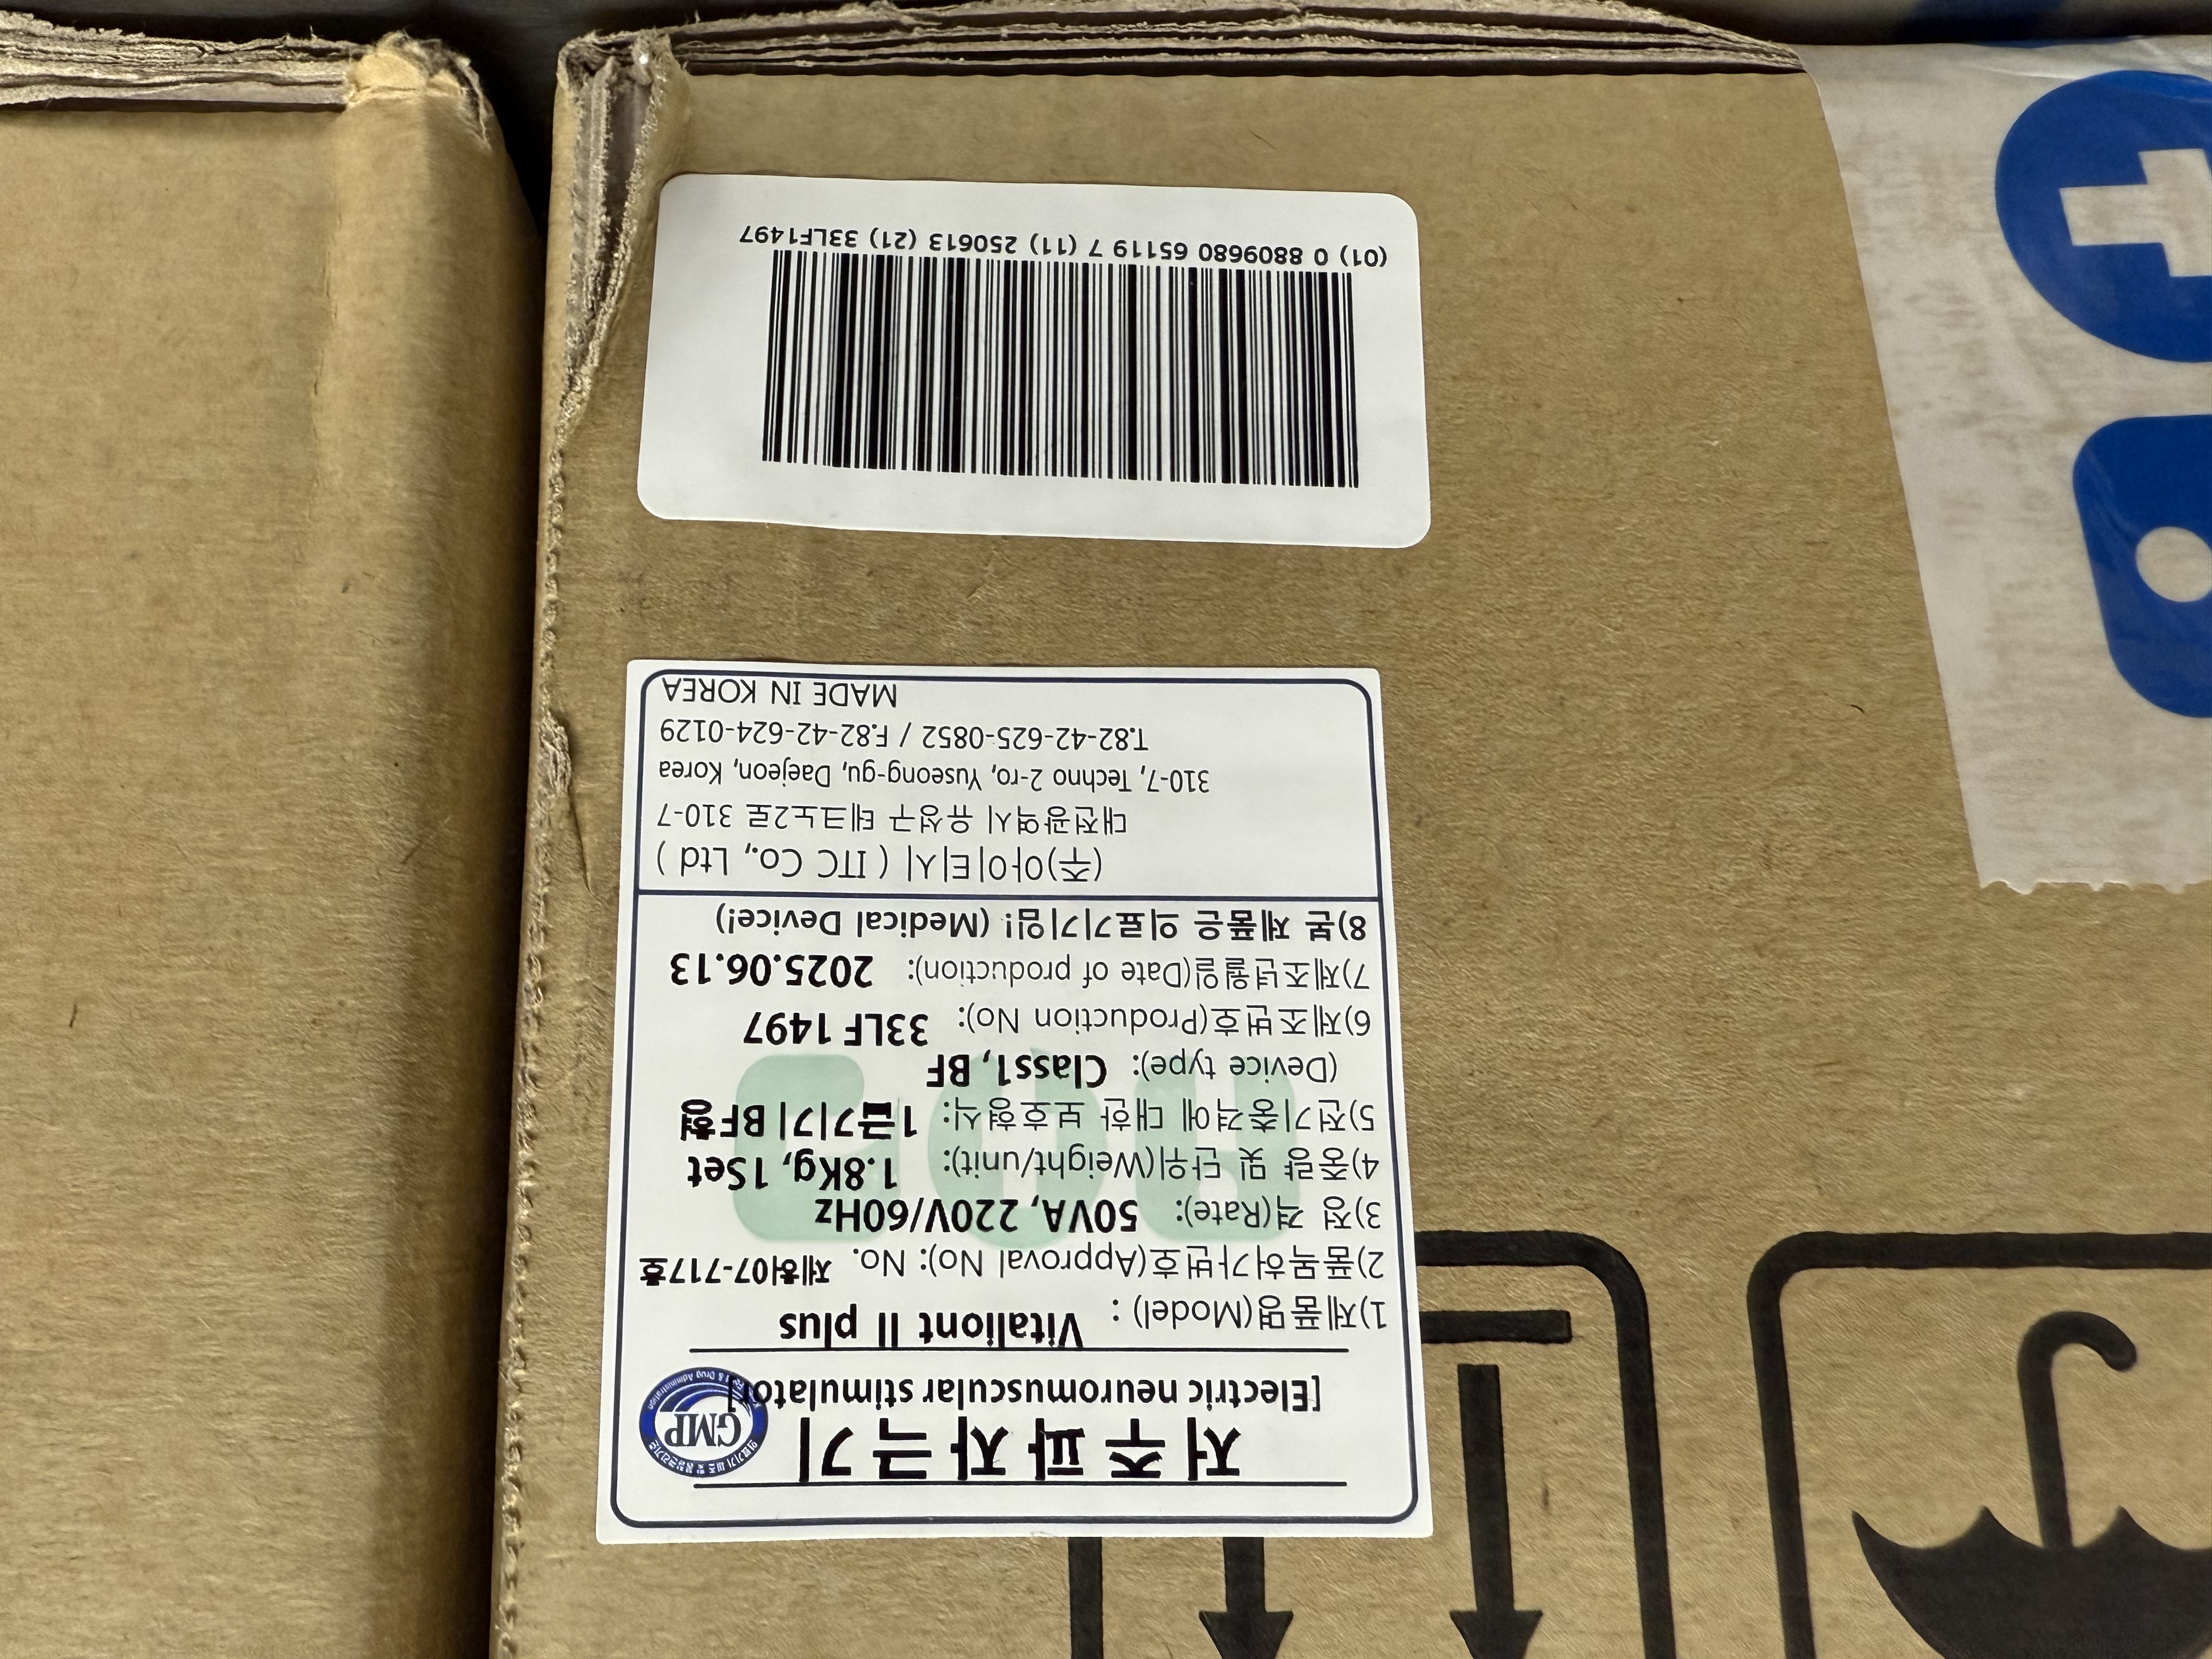 저주파자극기
[Electric neuromuscular stimulator]
GMP
1)제품명(Model) : Vitaliont II plus
2)품목허가번호(Approval No): No. 제허07-717호
3)정 격(Rate): 50VA, 220V/60Hz
4)중량 및 단위(Weight/unit): 1.8Kg, 1Set
5)전기충격에 대한 보호형식: 1급기기 BF형
(Device type): Class1, BF
6)제조번호(Production No): 33LF1497
7)제조년월일(Date of production): 2025.06.13
8)본 제품은 의료기기임! (Medical Device!)
(주)아이티시 ( ITC Co., Ltd )
대전광역시 유성구 테크노2로 310-7
310-7, Techno 2-ro, Yuseong-gu, Daejeon, Korea
T.82-42-625-0852 / F.82-42-624-0129
MADE IN KOREA
(01) 0 8809680 65119 7 (11) 250613 (21) 33LF1497